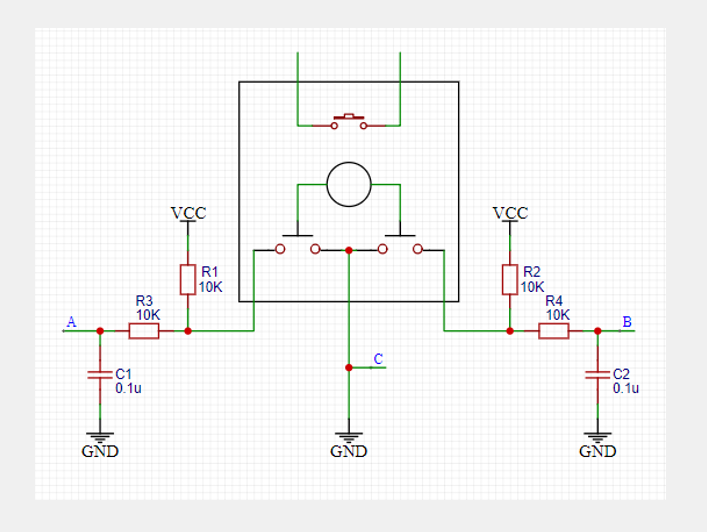 VCC
VCC
R1
10K
R2
10K
R3
10K
R4
10K
A
B
C
C1
0.1u
C2
0.1u
GND
GND
GND